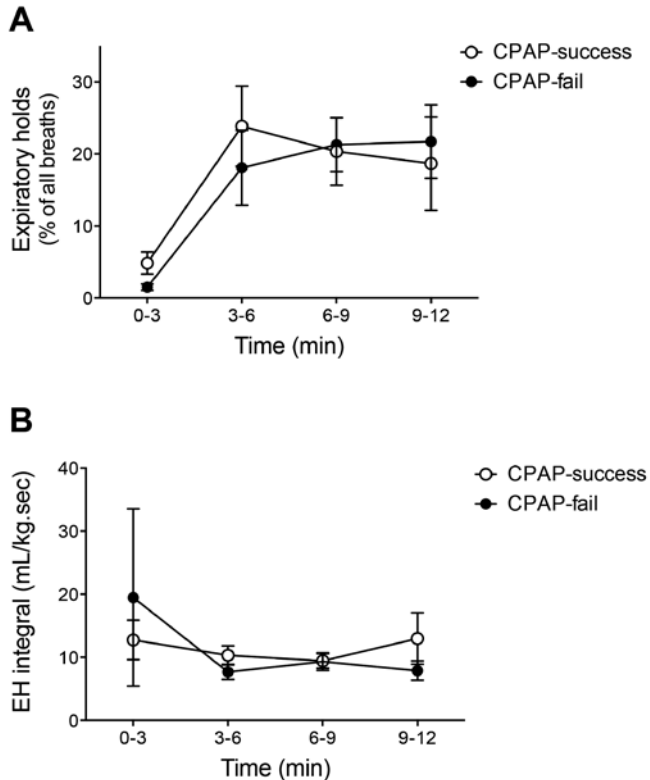 A
CPAP-success
CPAP-fail
Expiratory holds
(% of all breaths)
30
20
10
0
0-3
3-6
6-9
9-12
Time (min)
B
CPAP-success
CPAP-fail
EH integral (mL/kg.sec)
40
30
20
10
0
0-3
3-6
6-9
9-12
Time (min)